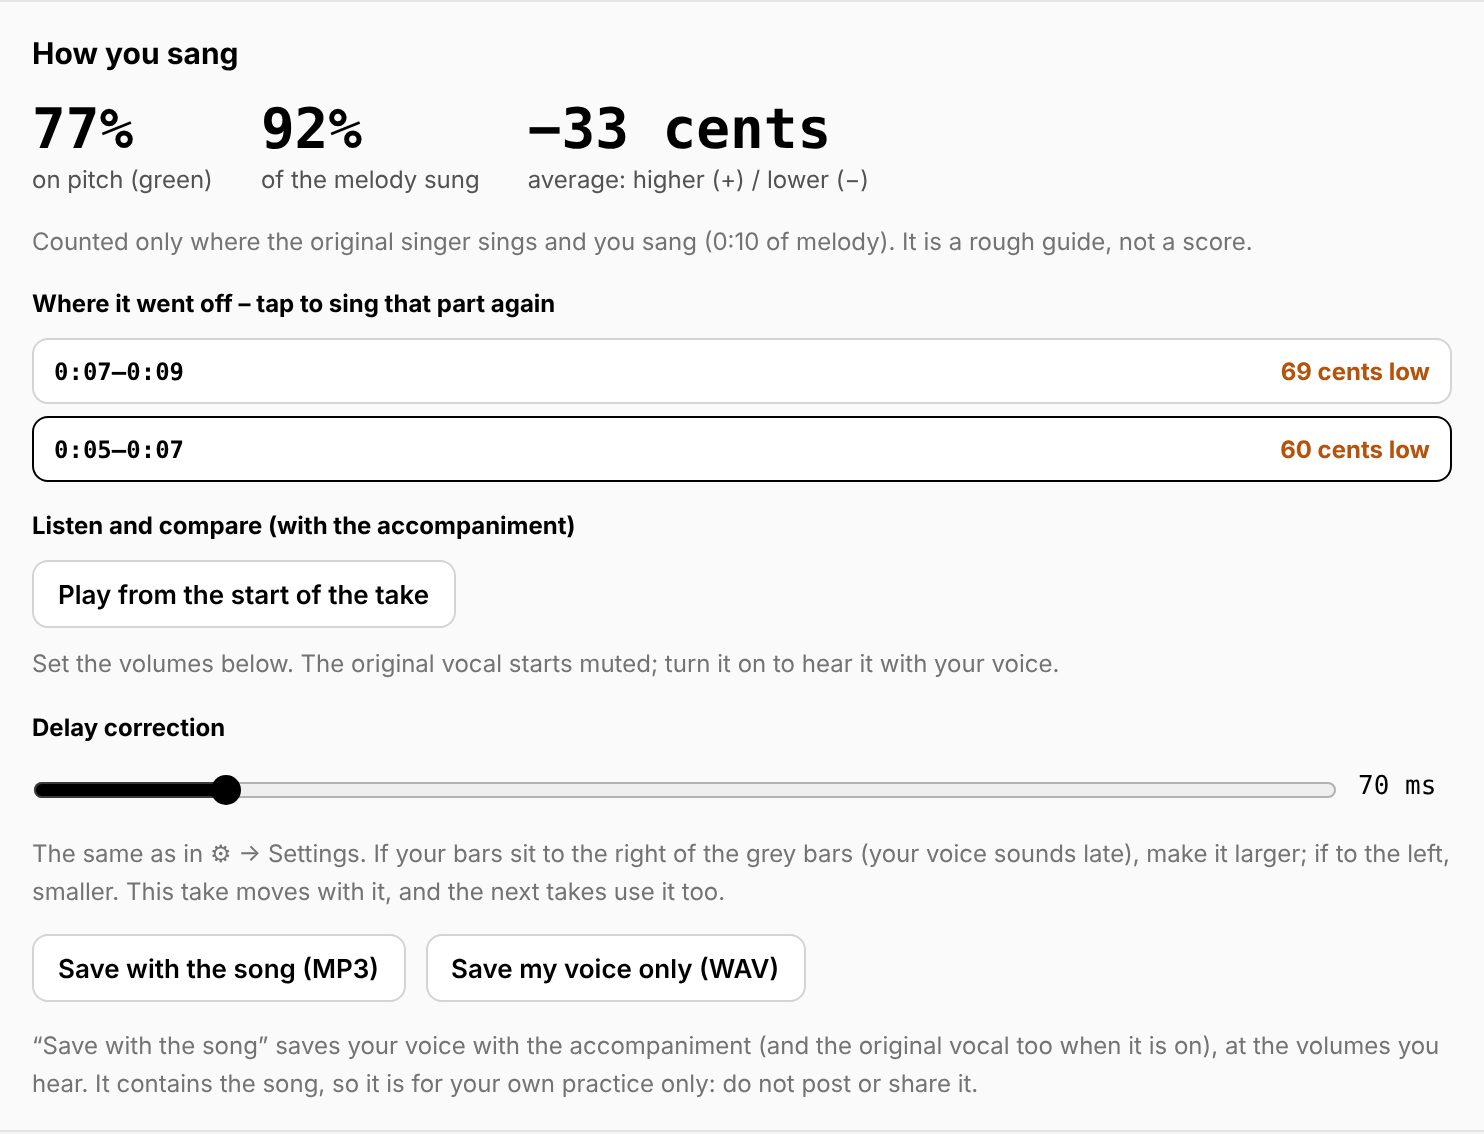 How you sang
77% 92% −33 cents
on pitch (green) of the melody sung average: higher (+) / lower (−)
Counted only where the original singer sings and you sang (0:10 of melody). It is a rough guide, not a score.
Where it went off – tap to sing that part again
0:07–0:09 69 cents low
0:05–0:07 60 cents low
Listen and compare (with the accompaniment)
Play from the start of the take
Set the volumes below. The original vocal starts muted; turn it on to hear it with your voice.
Delay correction
70 ms
The same as in ⚙ → Settings. If your bars sit to the right of the grey bars (your voice sounds late), make it larger; if to the left,
smaller. This take moves with it, and the next takes use it too.
Save with the song (MP3) Save my voice only (WAV)
“Save with the song” saves your voice with the accompaniment (and the original vocal too when it is on), at the volumes you
hear. It contains the song, so it is for your own practice only: do not post or share it.